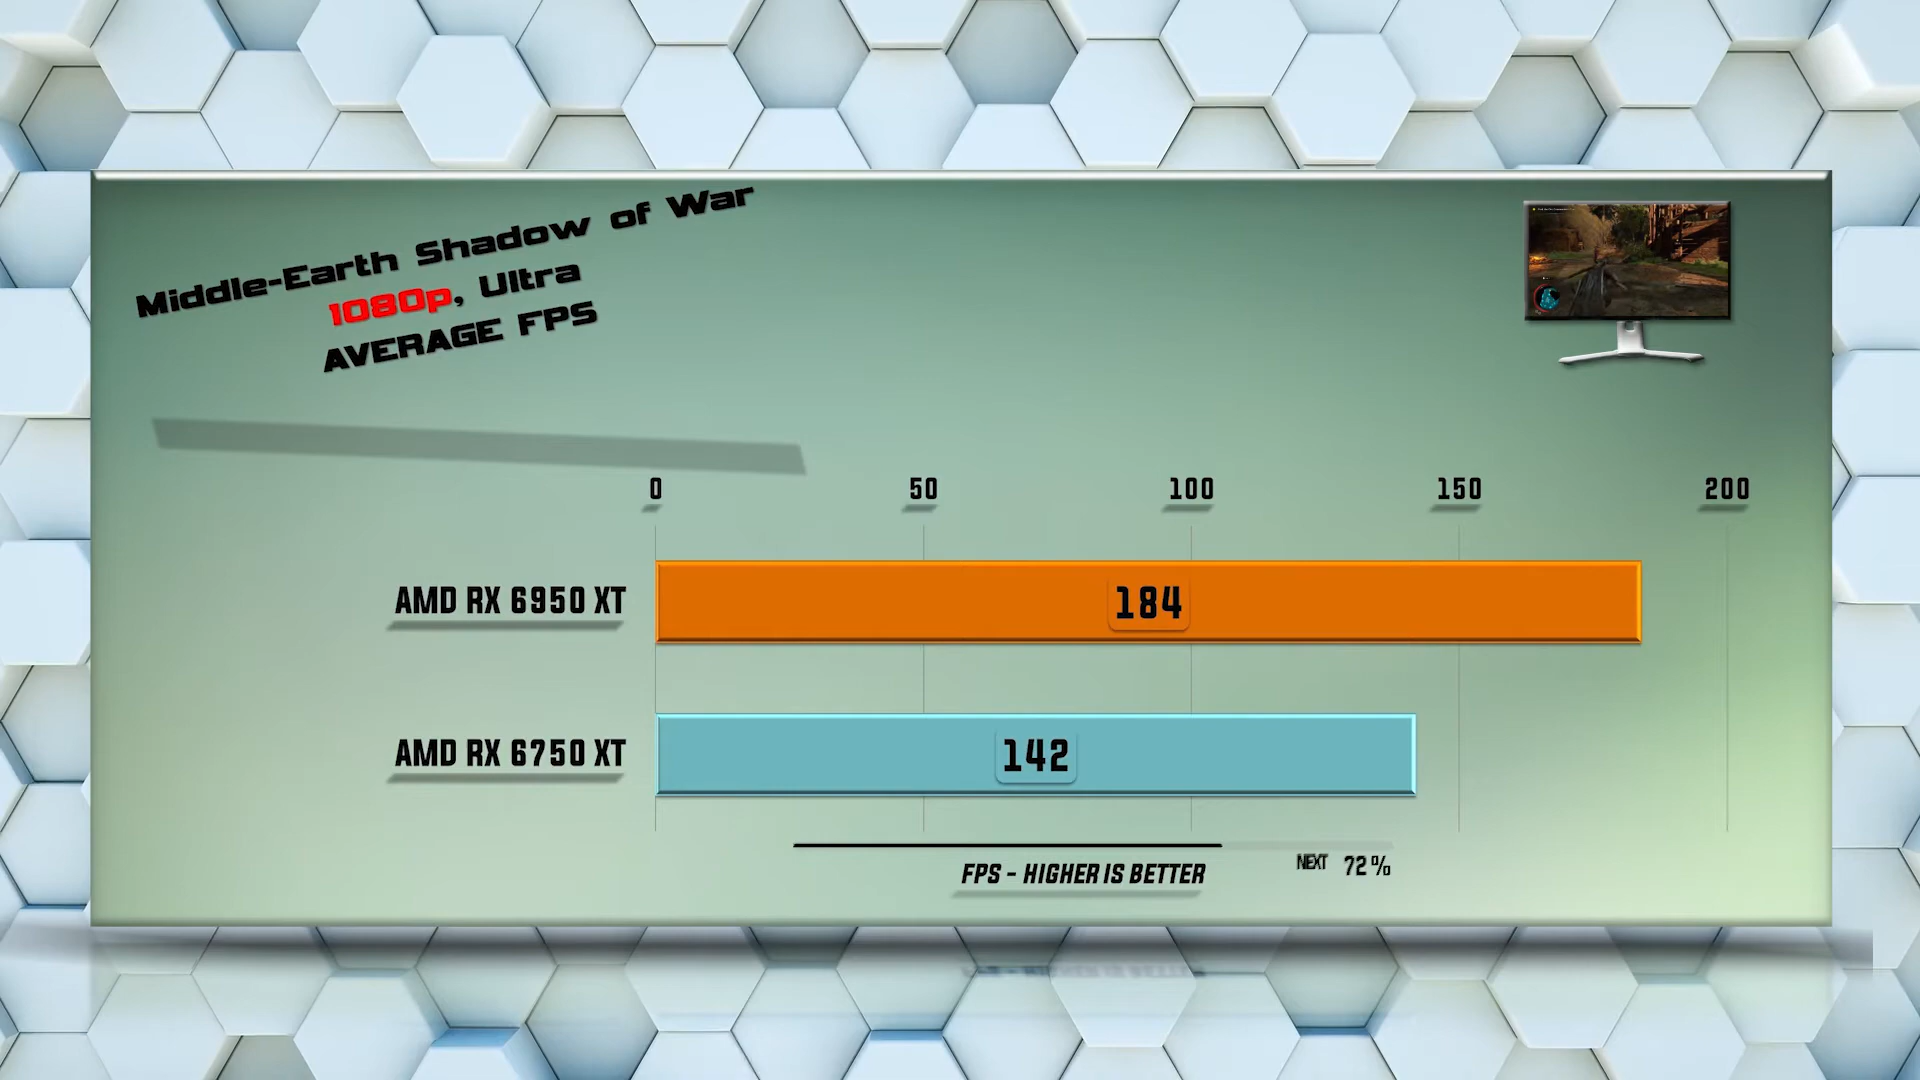 Middle-Earth Shadow of War
1080p, Ultra
AVERAGE FPS
0 50 100 150 200
AMD RX 6950 XT 184
AMD RX 6750 XT 142
FPS - HIGHER IS BETTER
NEXT 72%